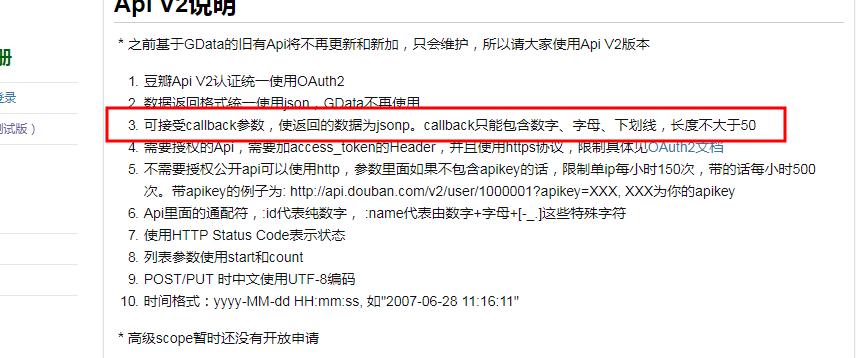 Api V2说明
* 之前基于GData的旧有Api将不再更新和新加，只会维护，所以请大家使用Api V2版本
册
登录
测试版）
1. 豆瓣Api V2认证统一使用OAuth2
2. 数据返回格式统一使用json，GData不再使用
3. 可接受callback参数，使返回的数据为jsonp。callback只能包含数字、字母、下划线，长度不大于50
4. 需要授权的Api，需要加access_token的Header，并且使用https协议，限制具体见OAuth2文档
5. 不需要授权公开api可以使用http，参数里面如果不包含apikey的话，限制单ip每小时150次，带的话每小时500
次。带apikey的例子为: http://api.douban.com/v2/user/1000001?apikey=XXX, XXX为你的apikey
6. Api里面的通配符，:id代表纯数字， :name代表由数字+字母+[-_.]这些特殊字符
7. 使用HTTP Status Code表示状态
8. 列表参数使用start和count
9. POST/PUT 时中文使用UTF-8编码
10. 时间格式：yyyy-MM-dd HH:mm:ss, 如"2007-06-28 11:16:11"
* 高级scope暂时还没有开放申请